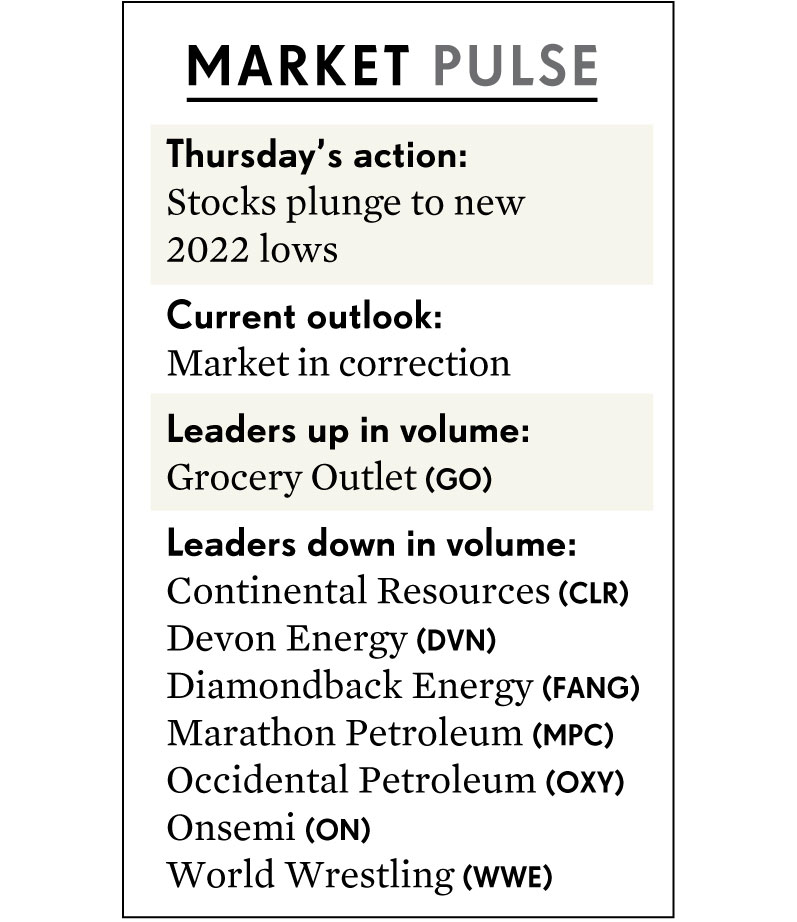 MARKET PULSE
Thursday’s action:
Stocks plunge to new
2022 lows
Current outlook:
Market in correction
Leaders up in volume:
Grocery Outlet (GO)
Leaders down in volume:
Continental Resources (CLR)
Devon Energy (DVN)
Diamondback Energy (FANG)
Marathon Petroleum (MPC)
Occidental Petroleum (OXY)
Onsemi (ON)
World Wrestling (WWE)